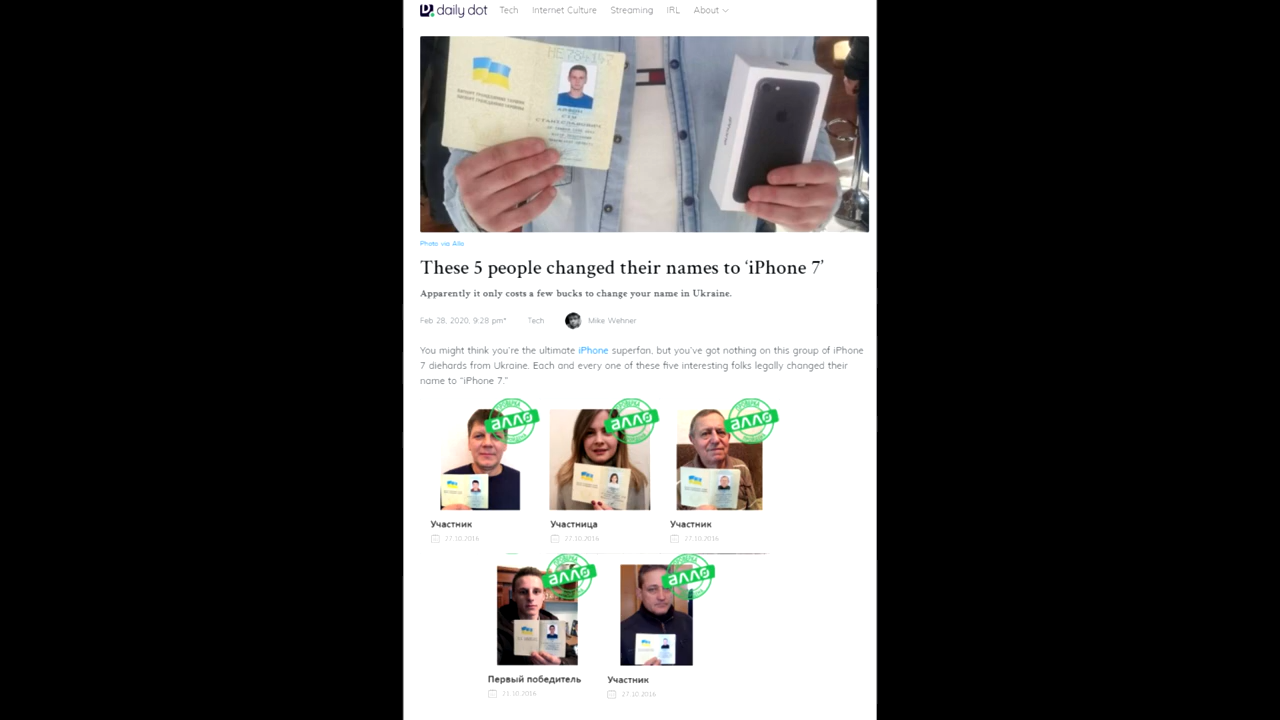 daily dot Tech Internet Culture Streaming IRL About
Photo via Allo
These 5 people changed their names to ‘iPhone 7’
Apparently it only costs a few bucks to change your name in Ukraine.
Feb 28, 2020, 9:28 pm* Tech Mike Wehner
You might think you’re the ultimate iPhone superfan, but you’ve got nothing on this group of iPhone
7 diehards from Ukraine. Each and every one of these five interesting folks legally changed their
name to “iPhone 7.”
алло алло алло
Участник Участница Участник
27.10.2016 27.10.2016 27.10.2016
алло алло
Первый победитель Участник
21.10.2016 27.10.2016